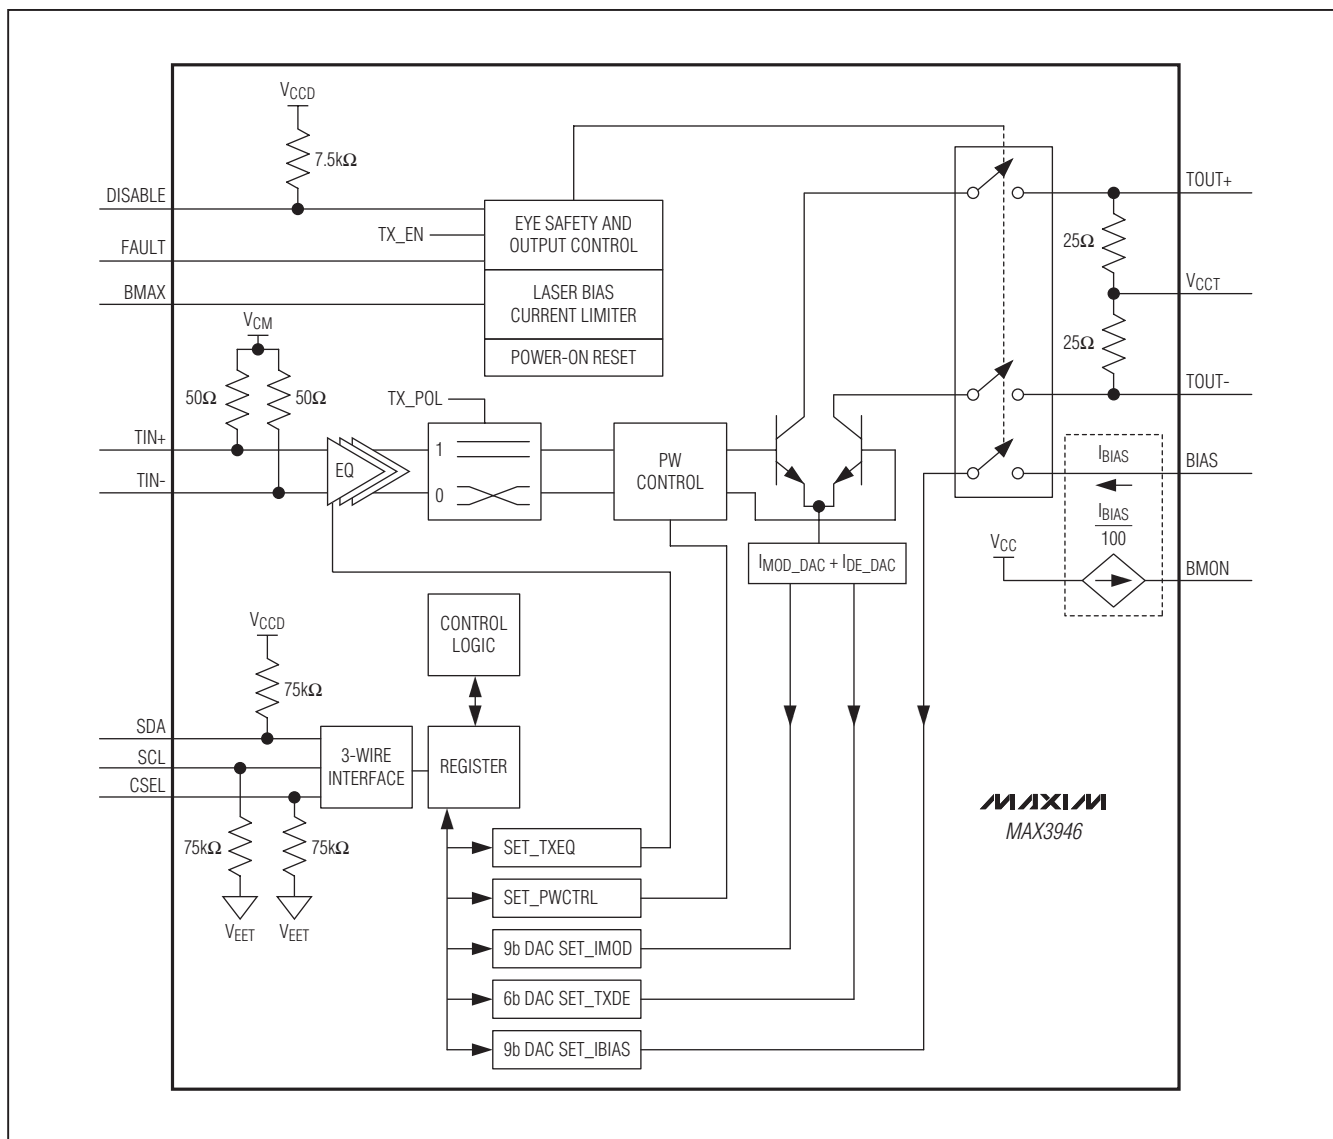 VCCD
7.5kΩ
DISABLE
TX_EN
EYE SAFETY AND
OUTPUT CONTROL
FAULT
BMAX
LASER BIAS
CURRENT LIMITER
POWER-ON RESET
TOUT+
25Ω
VCCT
25Ω
TOUT-
VCM
50Ω
50Ω
TX_POL
TIN+
TIN-
EQ
1
0
PW
CONTROL
IBIAS
BIAS
IBIAS
100
VCC
BMON
IMOD_DAC + IDE_DAC
CONTROL
LOGIC
VCCD
75kΩ
SDA
SCL
CSEL
3-WIRE
INTERFACE
REGISTER
75kΩ
75kΩ
VEET
VEET
SET_TXEQ
SET_PWCTRL
9b DAC SET_IMOD
6b DAC SET_TXDE
9b DAC SET_IBIAS
MAXIM
MAX3946